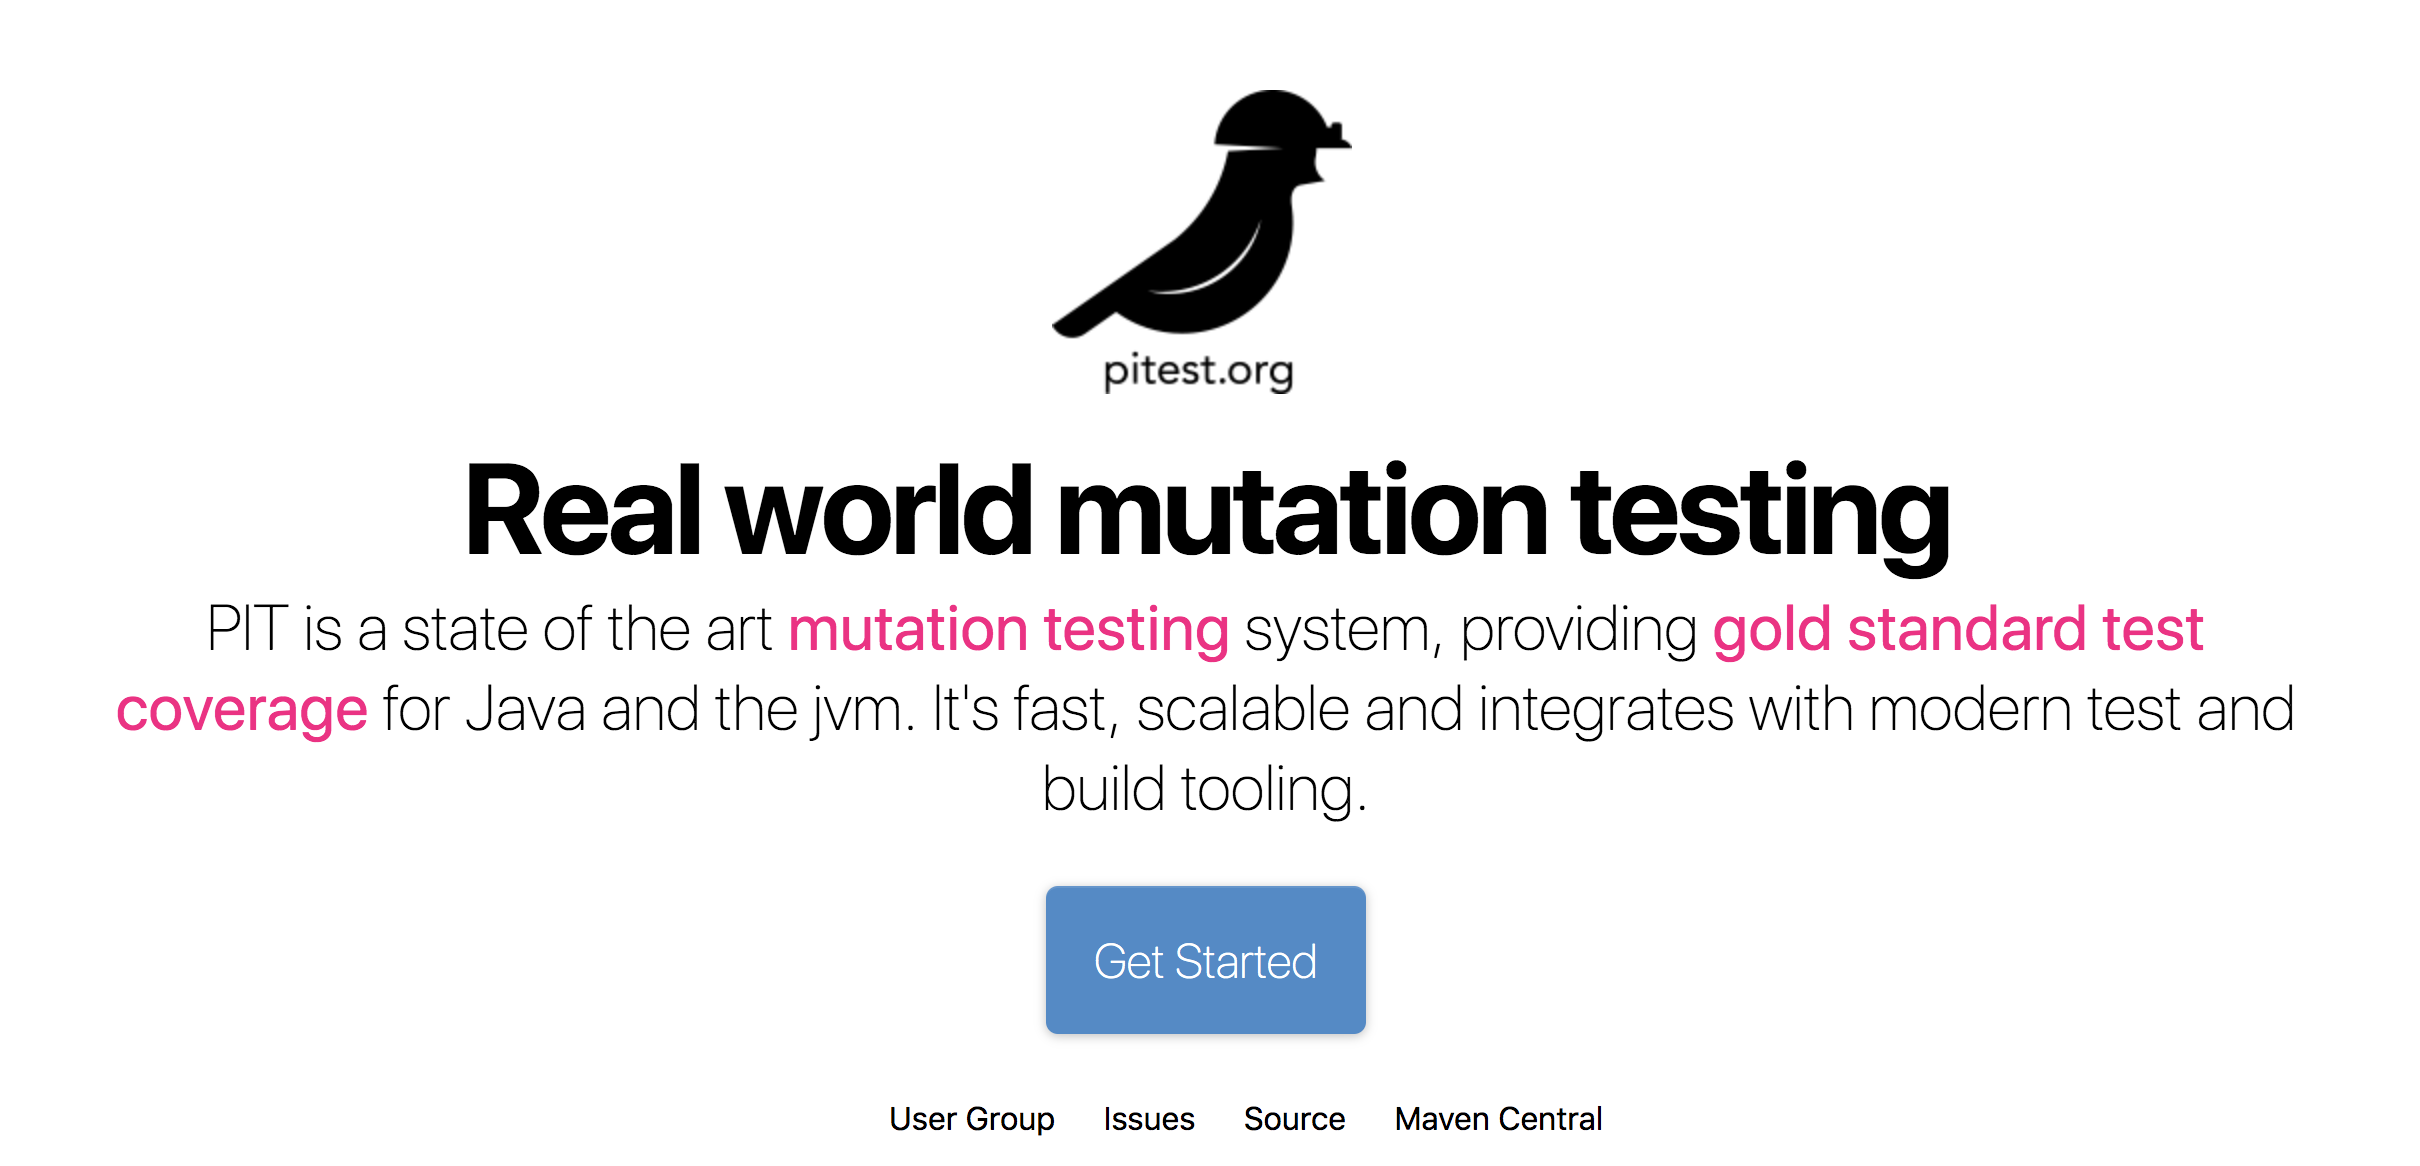 pitest.org
Real world mutation testing
PIT is a state of the art mutation testing system, providing gold standard test
coverage for Java and the jvm. It's fast, scalable and integrates with modern test and
build tooling.
Get Started
User Group Issues Source Maven Central